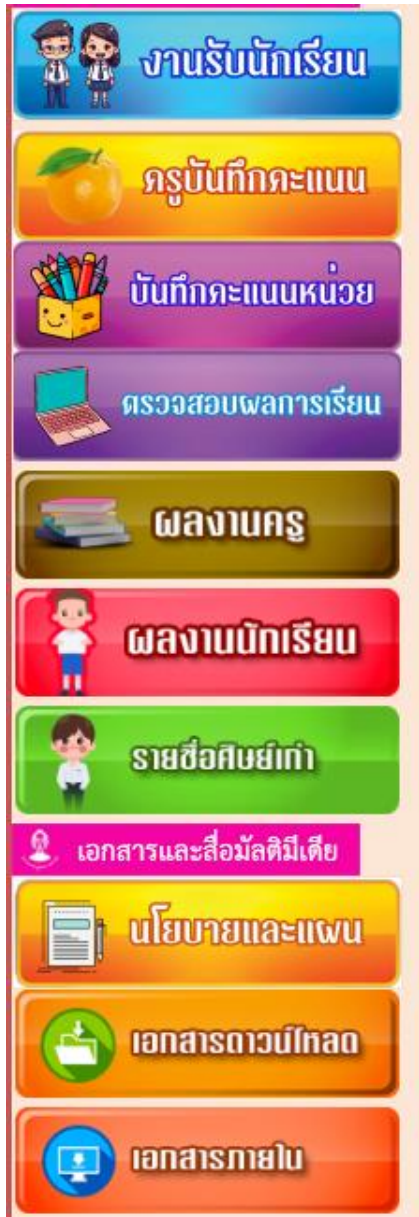 งานรับนักเรียน
ครูบันทึกคะแนน
บันทึกคะแนนหน่วย
ตรวจสอบผลการเรียน
ผลงานครู
ผลงานนักเรียน
รายชื่อศิษย์เก่า
เอกสารและสื่อมัลติมีเดีย
นโยบายและแผน
เอกสารดาวน์โหลด
เอกสารภายใน